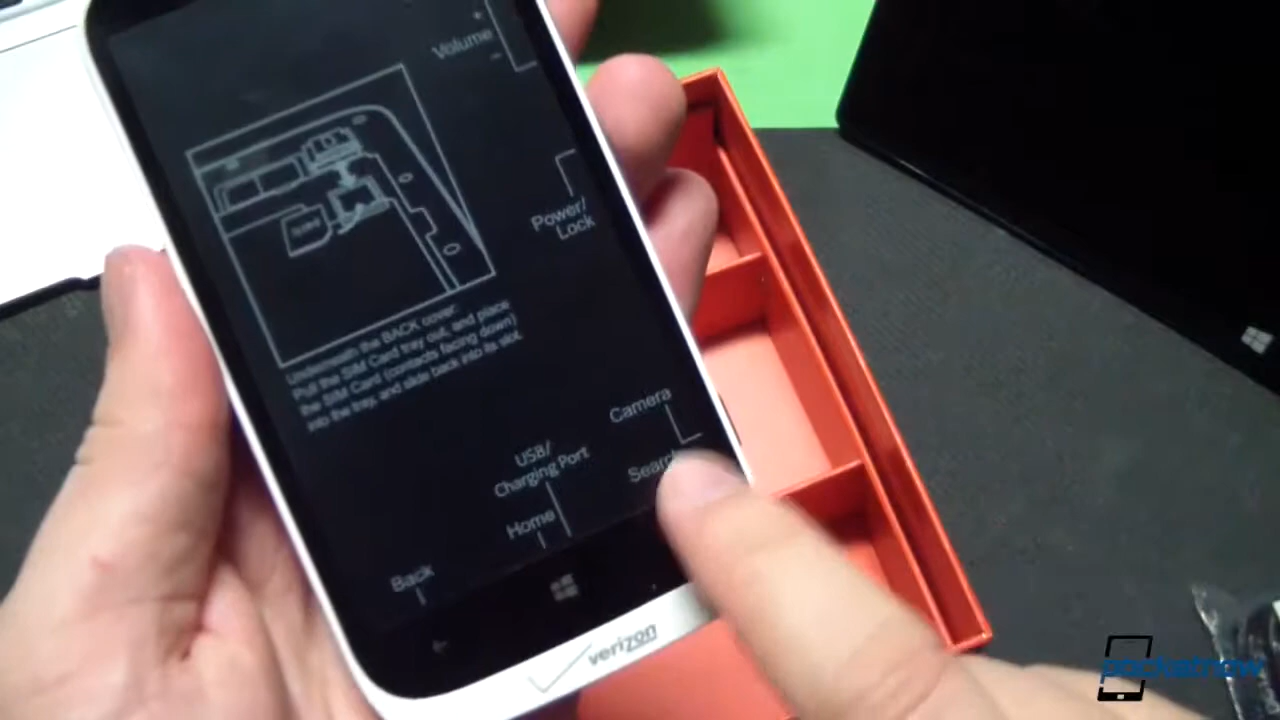 +
Volume
-
Power/
Lock
Underneath the BACK cover:
Pull the SIM Card tray out, and place
the SIM Card (contacts facing down)
into the tray, and slide back into its slot.
Camera
USB/
Charging Port
Search
Home
Back
verizon
pocketnow